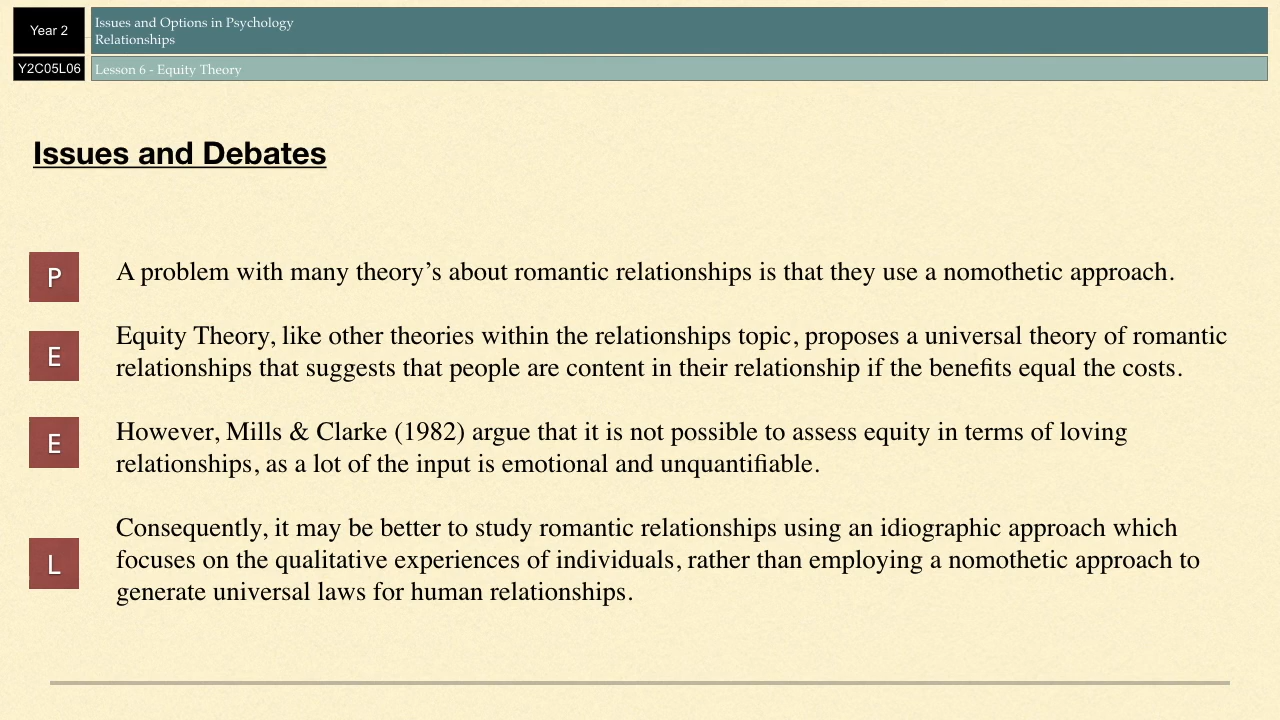 Year 2
Issues and Options in Psychology
Relationships
Y2C05L06
Lesson 6 - Equity Theory
Issues and Debates
P
A problem with many theory’s about romantic relationships is that they use a nomothetic approach.
E
Equity Theory, like other theories within the relationships topic, proposes a universal theory of romantic
relationships that suggests that people are content in their relationship if the benefits equal the costs.
E
However, Mills & Clarke (1982) argue that it is not possible to assess equity in terms of loving
relationships, as a lot of the input is emotional and unquantifiable.
L
Consequently, it may be better to study romantic relationships using an idiographic approach which
focuses on the qualitative experiences of individuals, rather than employing a nomothetic approach to
generate universal laws for human relationships.